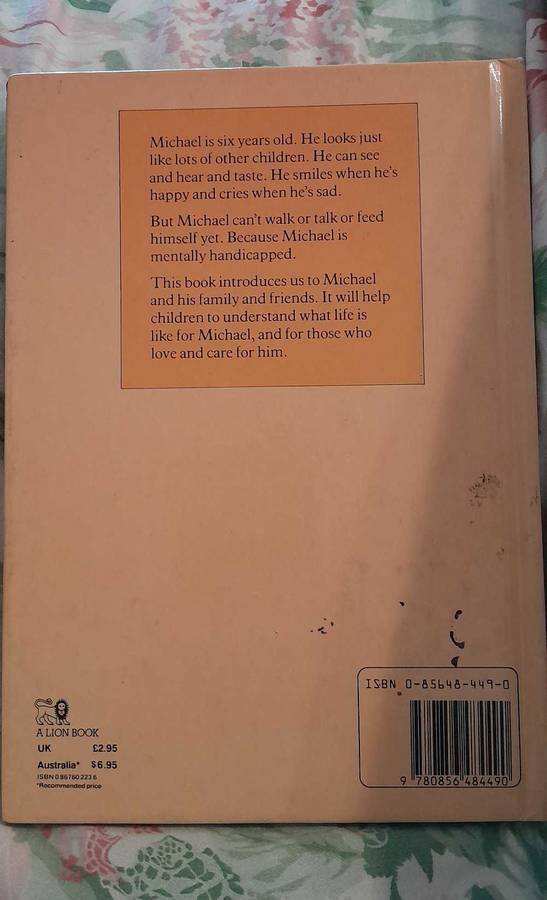 Michael is six years old. He looks just
like lots of other children. He can see
and hear and taste. He smiles when he's
happy and cries when he's sad.
But Michael can't walk or talk or feed
himself yet. Because Michael is
mentally handicapped.
This book introduces us to Michael
and his family and friends. It will help
children to understand what life is
like for Michael, and for those who
love and care for him.
A LION BOOK
UK £2.95
Australia* $6.95
ISBN 0 86760 223 6
*Recommended price
ISBN 0-85648-449-0
9 780856 484490